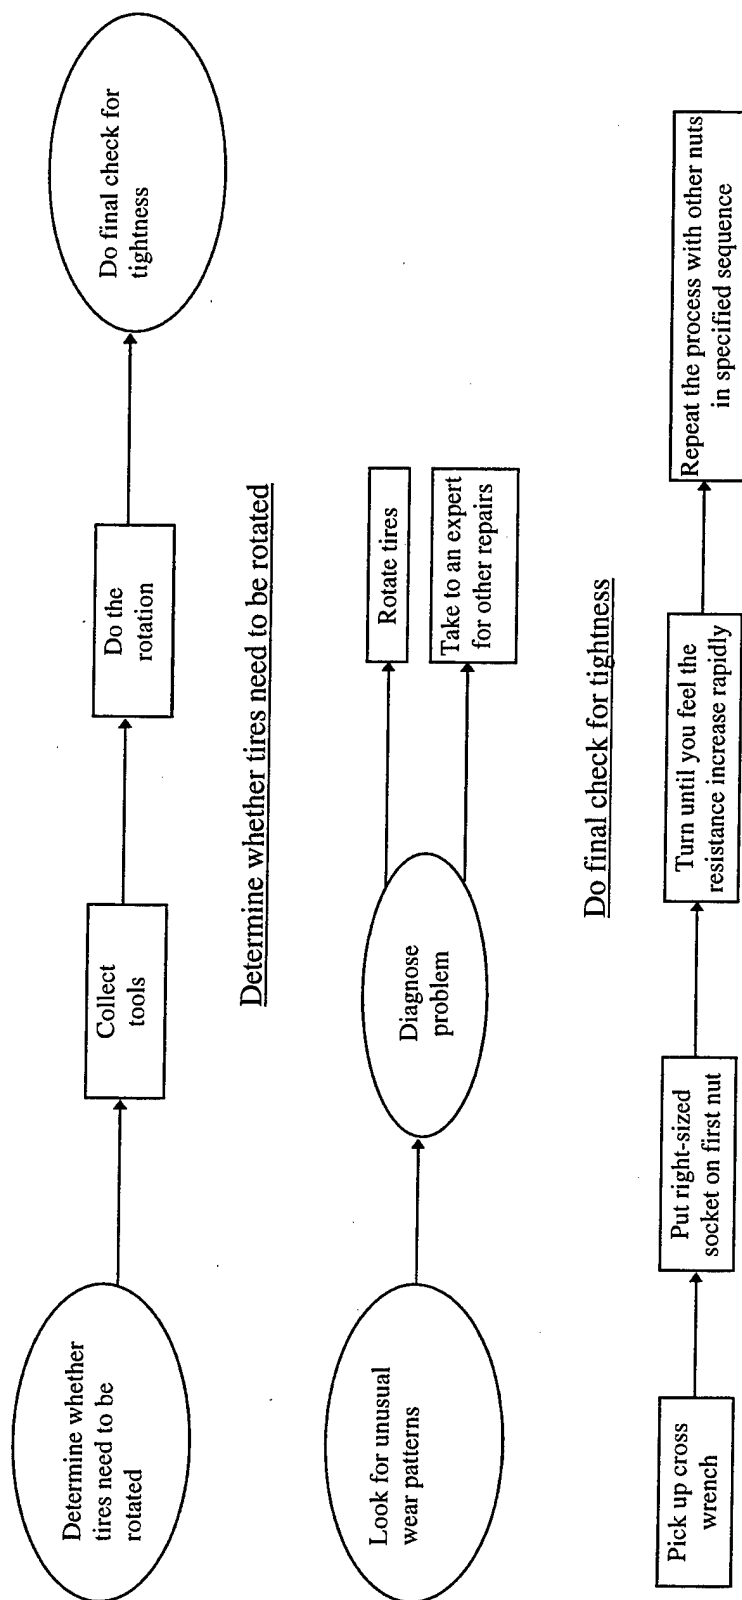 Determine whether
tires need to be
rotated
Collect
tools
Do the
rotation
Do final check for
tightness
Determine whether tires need to be rotated
Look for unusual
wear patterns
Diagnose
problem
Rotate tires
Take to an expert
for other repairs
Do final check for tightness
Pick up cross
wrench
Put right-sized
socket on first nut
Turn until you feel the
resistance increase rapidly
Repeat the process with other nuts
in specified sequence